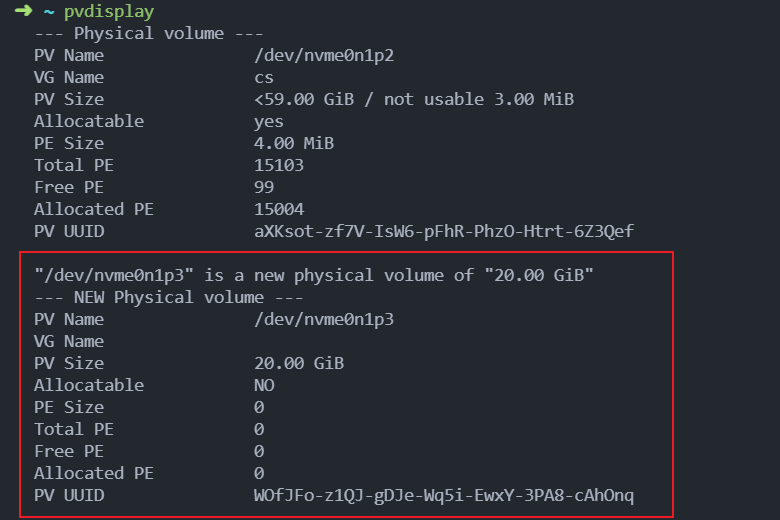 ➜ ~ pvdisplay
--- Physical volume ---
PV Name /dev/nvme0n1p2
VG Name cs
PV Size <59.00 GiB / not usable 3.00 MiB
Allocatable yes
PE Size 4.00 MiB
Total PE 15103
Free PE 99
Allocated PE 15004
PV UUID aXKsot-zf7V-IsW6-pFhR-PhzO-Htrt-6Z3Qef
"/dev/nvme0n1p3" is a new physical volume of "20.00 GiB"
--- NEW Physical volume ---
PV Name /dev/nvme0n1p3
VG Name
PV Size 20.00 GiB
Allocatable NO
PE Size 0
Total PE 0
Free PE 0
Allocated PE 0
PV UUID WOfJFo-z1QJ-gDJe-Wq5i-EwxY-3PA8-cAhOnq